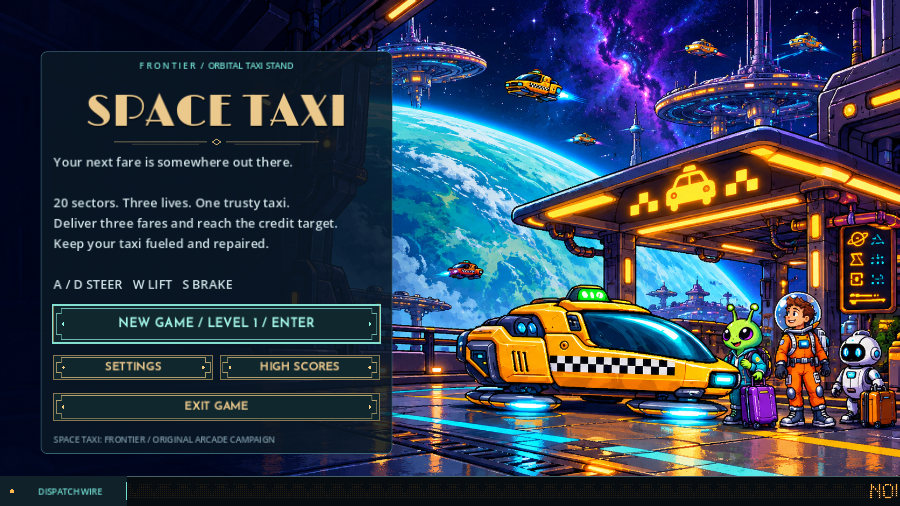 FRONTIER / ORBITAL TAXI STAND
SPACE TAXI
Your next fare is somewhere out there.
20 sectors. Three lives. One trusty taxi.
Deliver three fares and reach the credit target.
Keep your taxi fueled and repaired.
A / D STEER W LIFT S BRAKE
NEW GAME / LEVEL 1 / ENTER
SETTINGS
HIGH SCORES
EXIT GAME
SPACE TAXI: FRONTIER / ORIGINAL ARCADE CAMPAIGN
DISPATCH WIRE